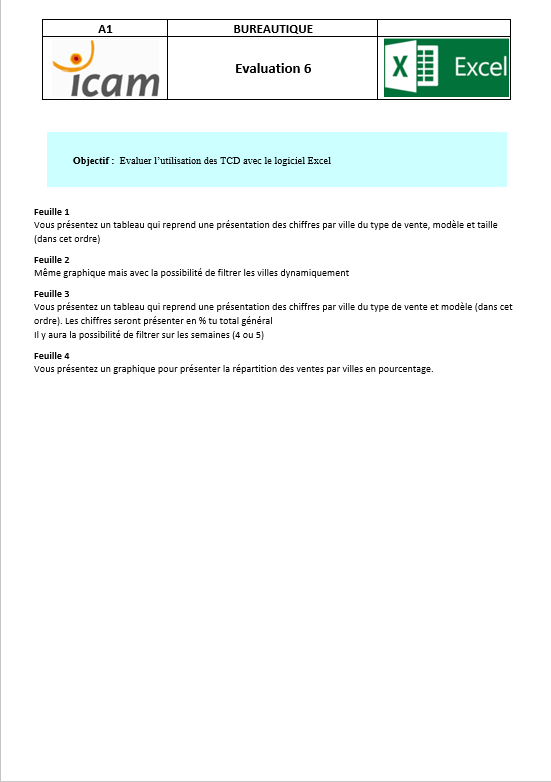 A1 BUREAUTIQUE
icam Evaluation 6 X Excel
Objectif : Evaluer l'utilisation des TCD avec le logiciel Excel
Feuille 1
Vous présentez un tableau qui reprend une présentation des chiffres par ville du type de vente, modèle et taille
(dans cet ordre)
Feuille 2
Même graphique mais avec la possibilité de filtrer les villes dynamiquement
Feuille 3
Vous présentez un tableau qui reprend une présentation des chiffres par ville du type de vente et modèle (dans cet
ordre). Les chiffres seront présenter en % tu total général
Il y aura la possibilité de filtrer sur les semaines (4 ou 5)
Feuille 4
Vous présentez un graphique pour présenter la répartition des ventes par villes en pourcentage.